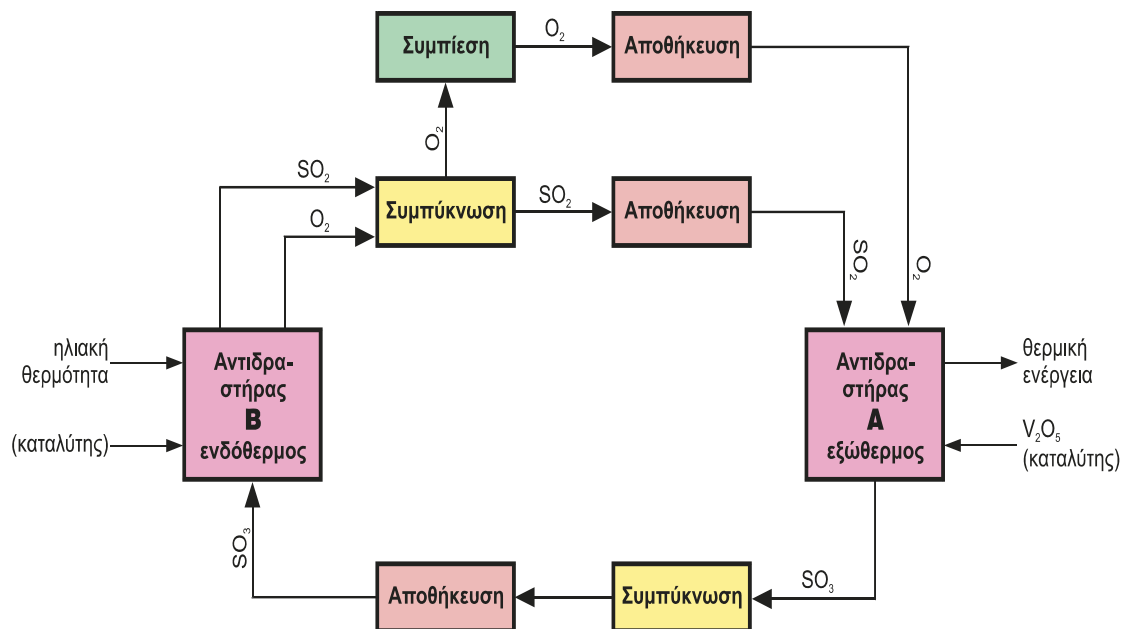 Συμπίεση
O₂
Αποθήκευση
O₂
SO₂
Συμπύκνωση
SO₂
Αποθήκευση
O₂
SO₂
O₂
ηλιακή
θερμότητα
(καταλύτης)
Αντιδρα-
στήρας
B
ενδόθερμος
Αντιδρα-
στήρας
A
εξώθερμος
θερμική
ενέργεια
V₂O₅
(καταλύτης)
SO₃
Αποθήκευση
Συμπύκνωση
SO₃